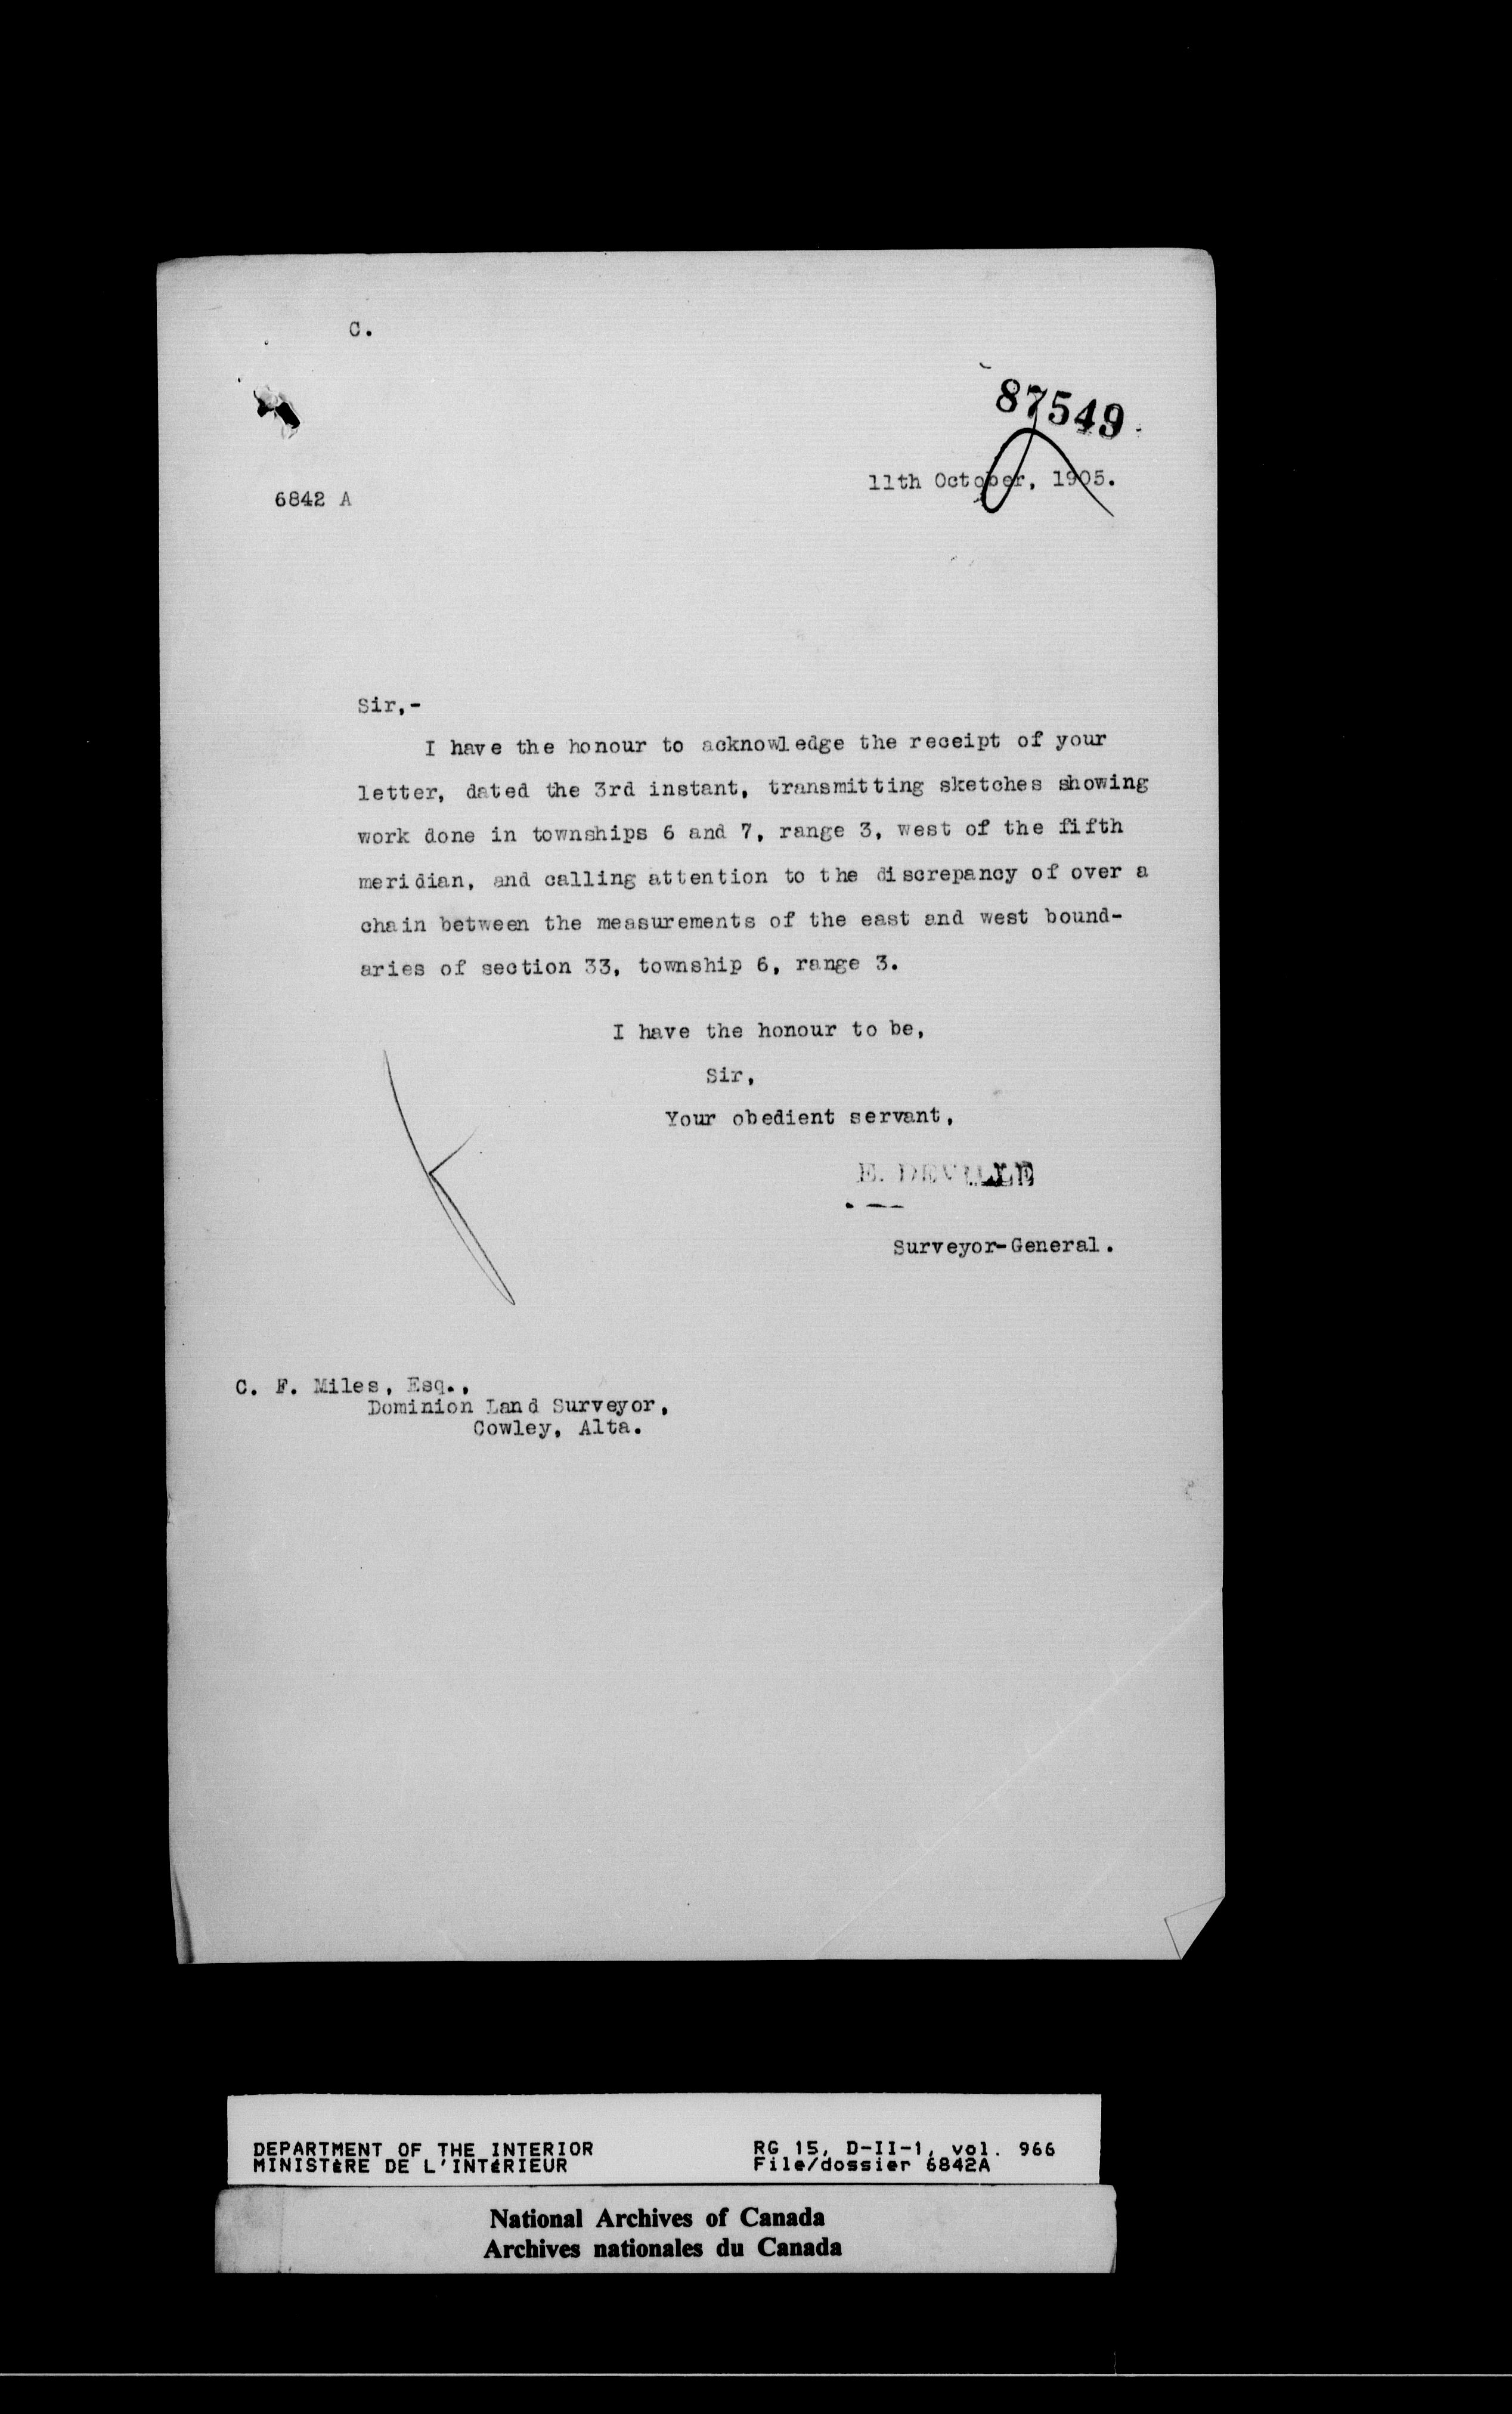 C.
87549
11th October, 1905.
6842 A
Sir,-
I have the honour to acknowledge the receipt of your
letter, dated the 3rd instant, transmitting sketches showing
work done in townships 6 and 7, range 3, west of the fifth
meridian, and calling attention to the discrepancy of over a
chain between the measurements of the east and west bound-
aries of section 33, township 6, range 3.
I have the honour to be,
Sir,
Your obedient servant,
E. DEVILLE
Surveyor-General.
C. F. Miles, Esq.,
Dominion Land Surveyor,
Cowley, Alta.
DEPARTMENT OF THE INTERIOR RG 15, D-II-1, vol. 966
MINISTÈRE DE L'INTÉRIEUR File/dossier 6842A
National Archives of Canada
Archives nationales du Canada